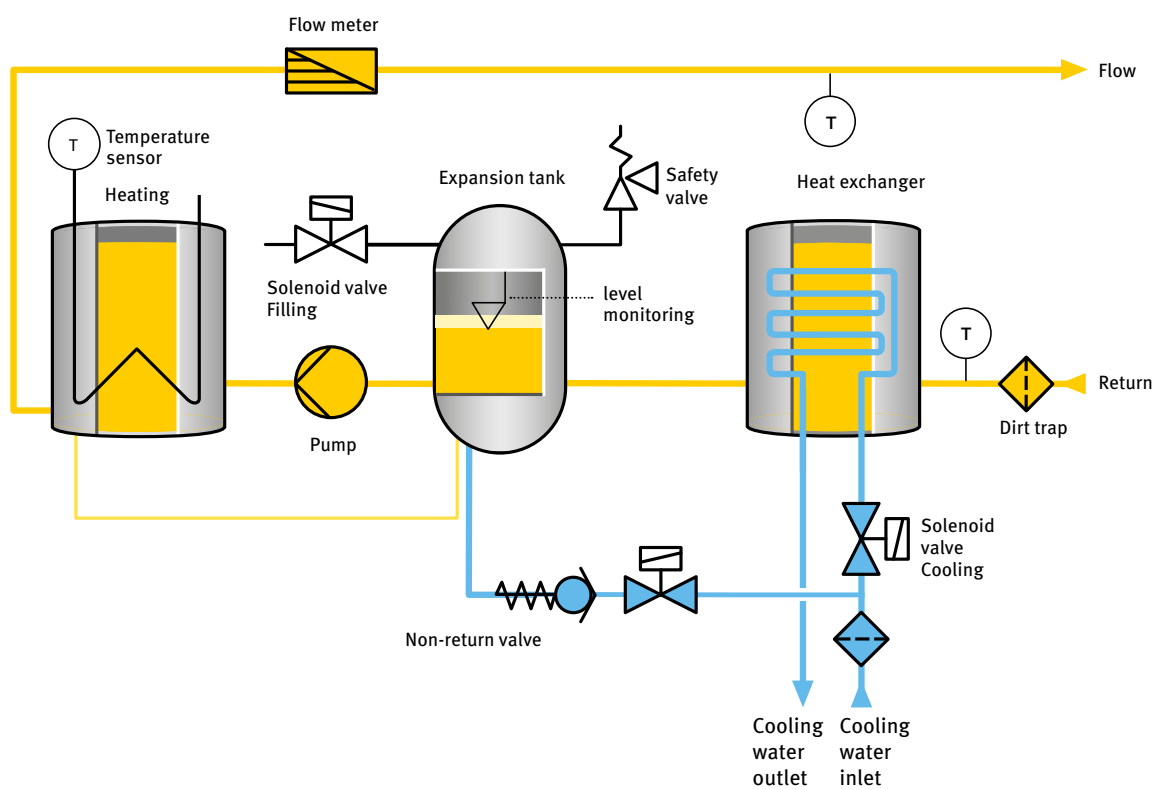 Flow meter
Flow
T
T
Temperature
sensor
Heating
Expansion tank
Safety
valve
Heat exchanger
Solenoid valve
Filling
level
monitoring
T
Return
Pump
Dirt trap
Solenoid
valve
Cooling
Non-return valve
Cooling
water
outlet
Cooling
water
inlet